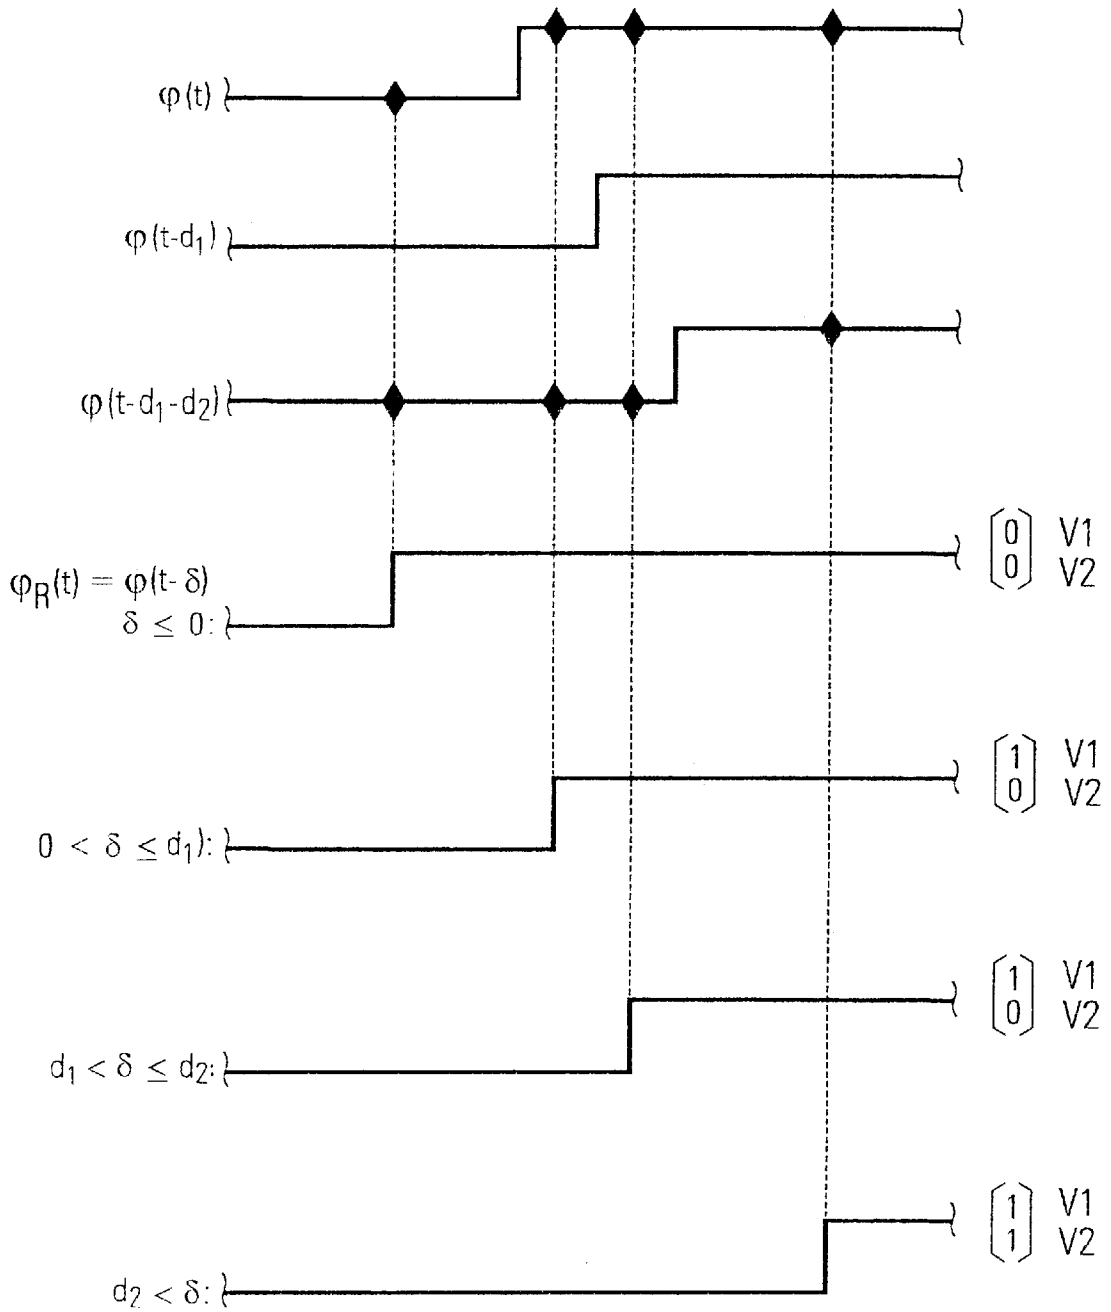 φ(t)
φ(t-d₁)
φ(t-d₁-d₂)
φR(t) = φ(t-δ)
δ ≤ 0:
[0 0] V1 V2
0 < δ ≤ d₁):
[1 0] V1 V2
d₁ < δ ≤ d₂:
[1 0] V1 V2
d₂ < δ:
[1 1] V1 V2